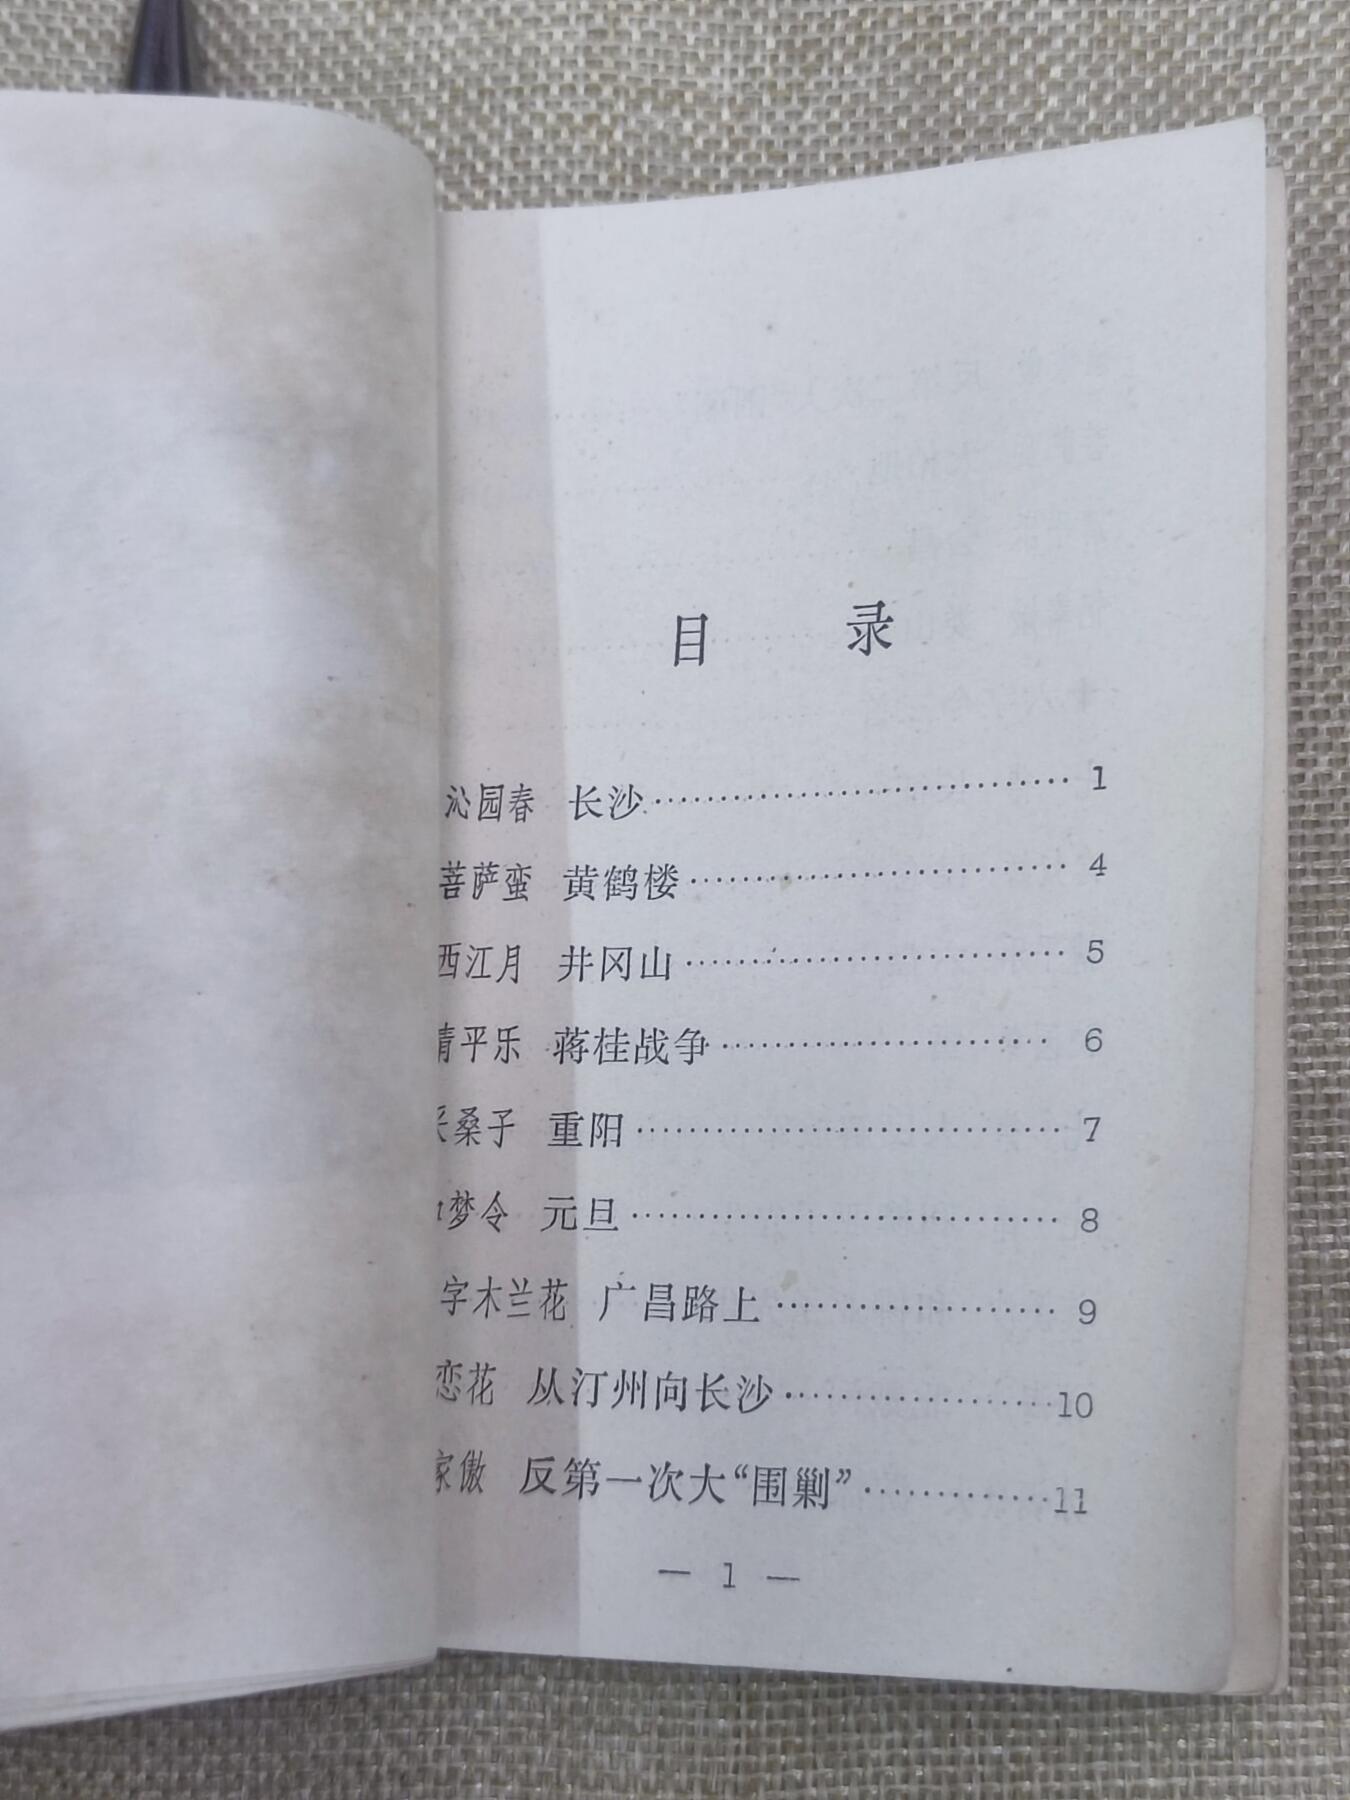 目 录
沁园春 长沙……………………………1
菩萨蛮 黄鹤楼……………………………4
西江月 井冈山……………………………5
清平乐 蒋桂战争……………………………6
采桑子 重阳……………………………7
如梦令 元旦……………………………8
字木兰花 广昌路上……………………………9
恋花 从汀州向长沙……………………………10
家傲 反第一次大“围剿”……………………………11
— 1 —